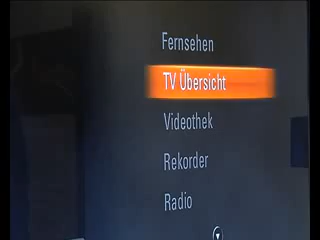 Fernsehen
TV Übersicht
Videothek
Rekorder
Radio